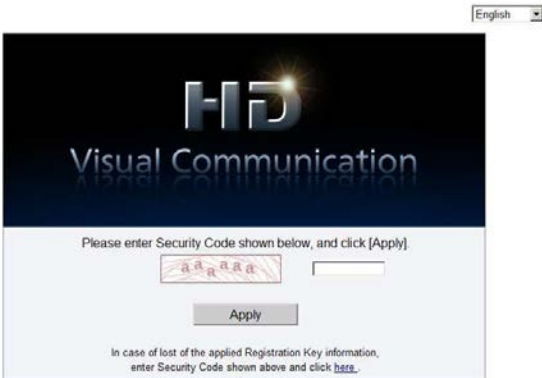 English
HD
Visual Communication
Please enter Security Code shown below, and click [Apply].
aaaaaa
Apply
In case of lost of the applied Registration Key information,
enter Security Code shown above and click here .